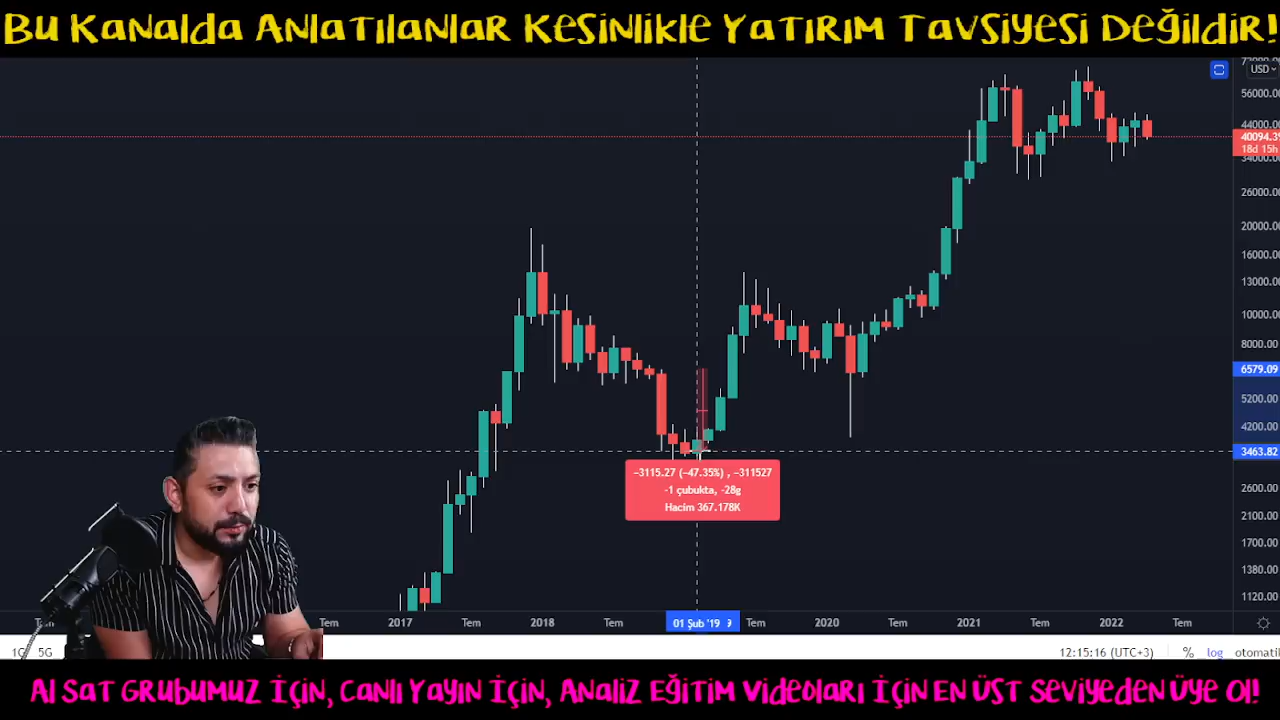 Bu Kanalda Anlatılanlar Kesinlikle Yatırım Tavsiyesi Değildir!
USD
56000.00
44000.00
40094.39
18d 15h
34000.00
26000.00
20000.00
16000.00
13000.00
10000.00
8000.00
6579.09
5200.00
4200.00
3463.82
-3115.27 (-47.35%) , -311527
-1 çubukta, -28g
Hacim 367.178K
2600.00
2100.00
1700.00
1380.00
1120.00
Tem 2017 Tem 2018 Tem 01 Şub '19 Tem 2020 Tem 2021 Tem 2022 Tem
5G 12:15:16 (UTC+3) % log otomatik
Al Sat Grubumuz İçin, Canlı Yayın İçin, Analiz Eğitim Videoları İçin En Üst Seviyeden Üye Ol!